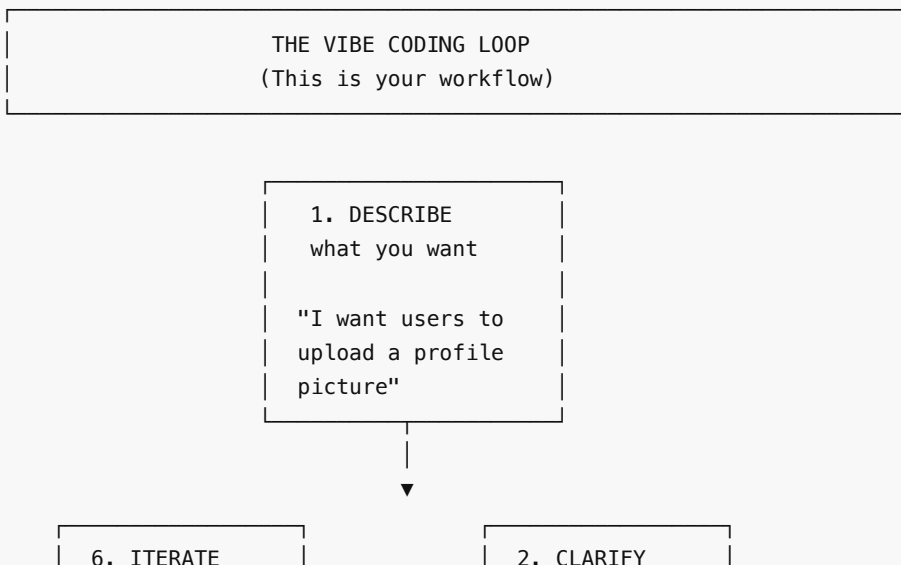 THE VIBE CODING LOOP
(This is your workflow)
1. DESCRIBE
what you want
"I want users to
upload a profile
picture"
6. ITERATE
2. CLARIFY